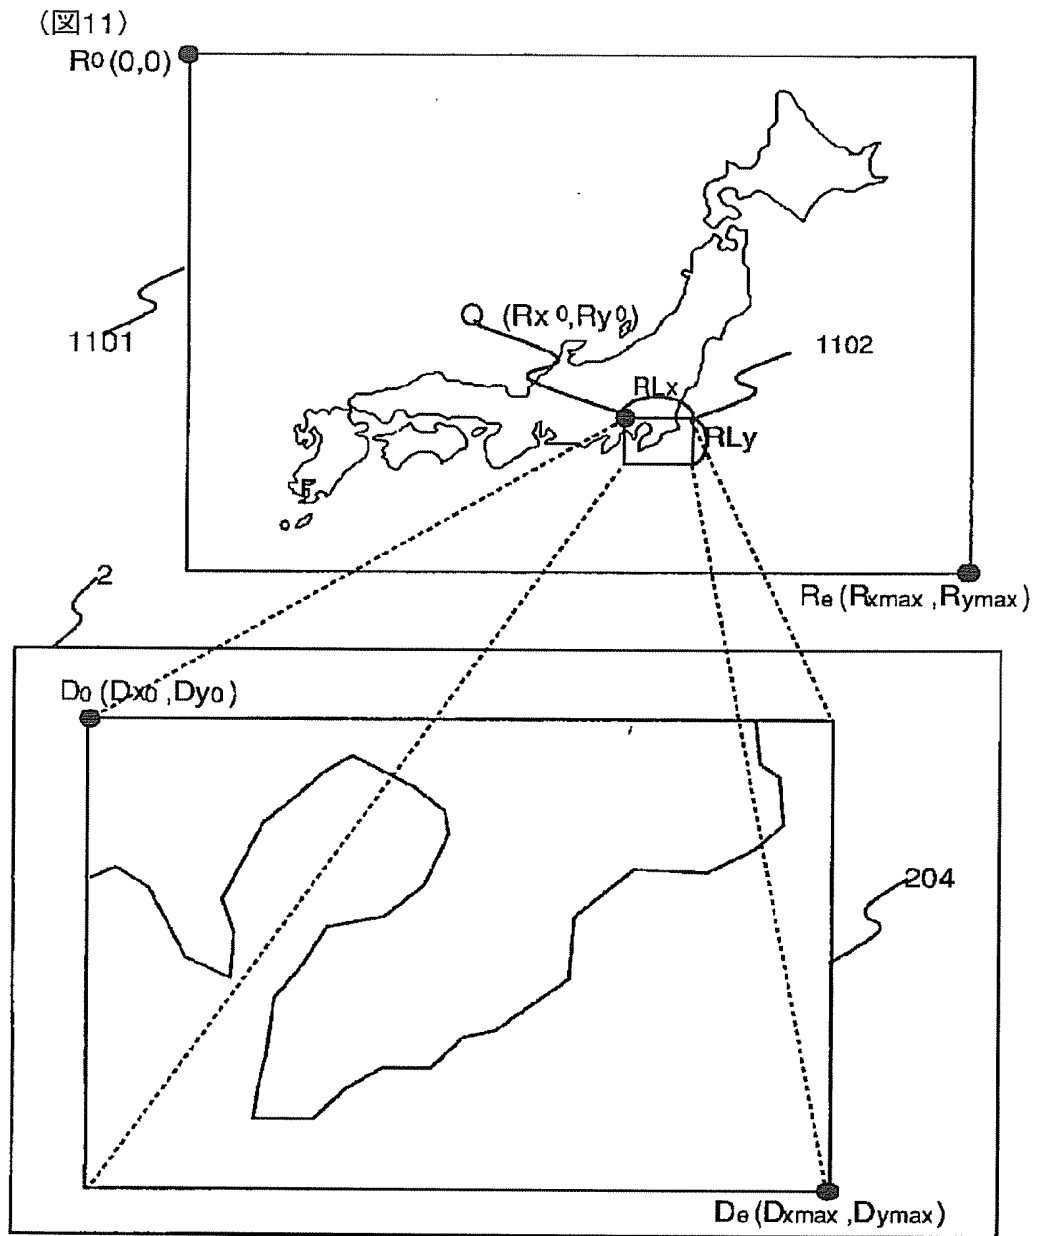 （図11）
R0 (0,0)
1101
(Rx0,Ry0)
1102
RLx
RLy
Re (Rxmax ,Rymax)
2
D0 (Dx0 ,Dy0)
204
De (Dxmax ,Dymax)